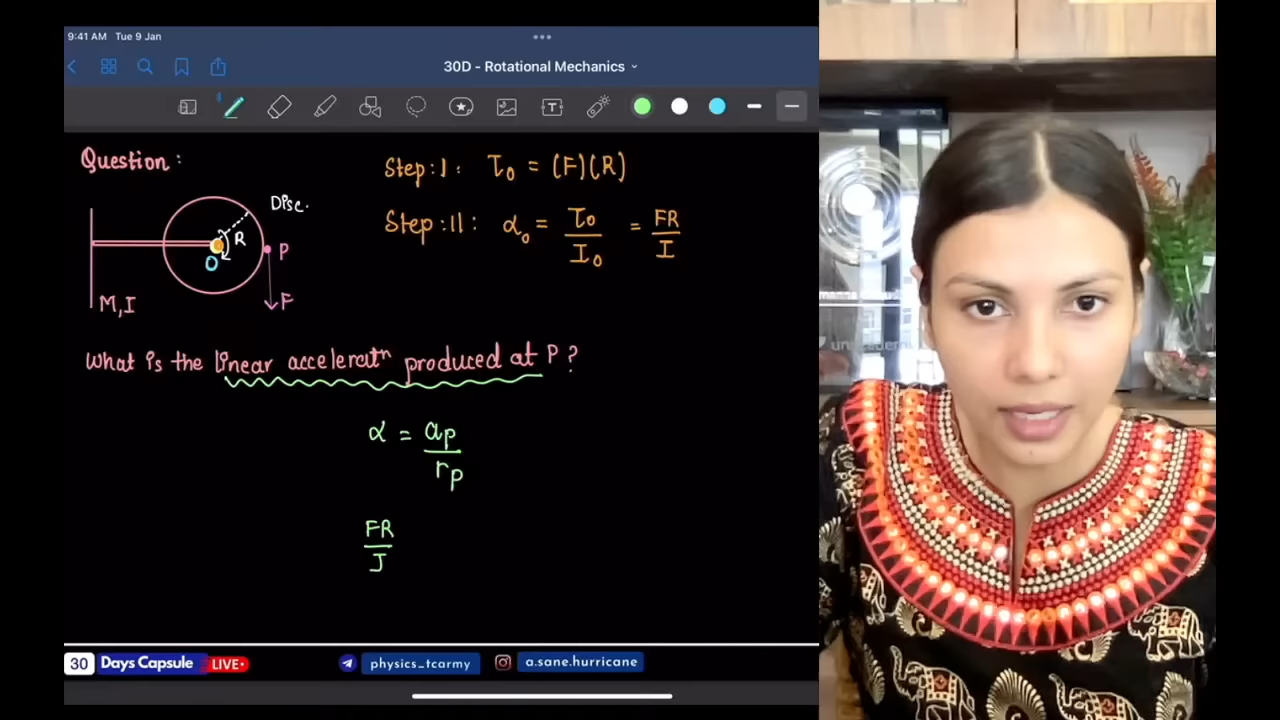 9:41 AM Tue 9 Jan
30D - Rotational Mechanics
Question :
Step:I: τ₀ = (F)(R)
Disc.
Step:II: α₀ = τ₀/I₀ = FR/I
R
P
O
M,I
F
What is the linear acceleratⁿ produced at P?
α = aₚ/rₚ
FR/I
30 Days Capsule LIVE
physics_tcarmy
a.sane.hurricane